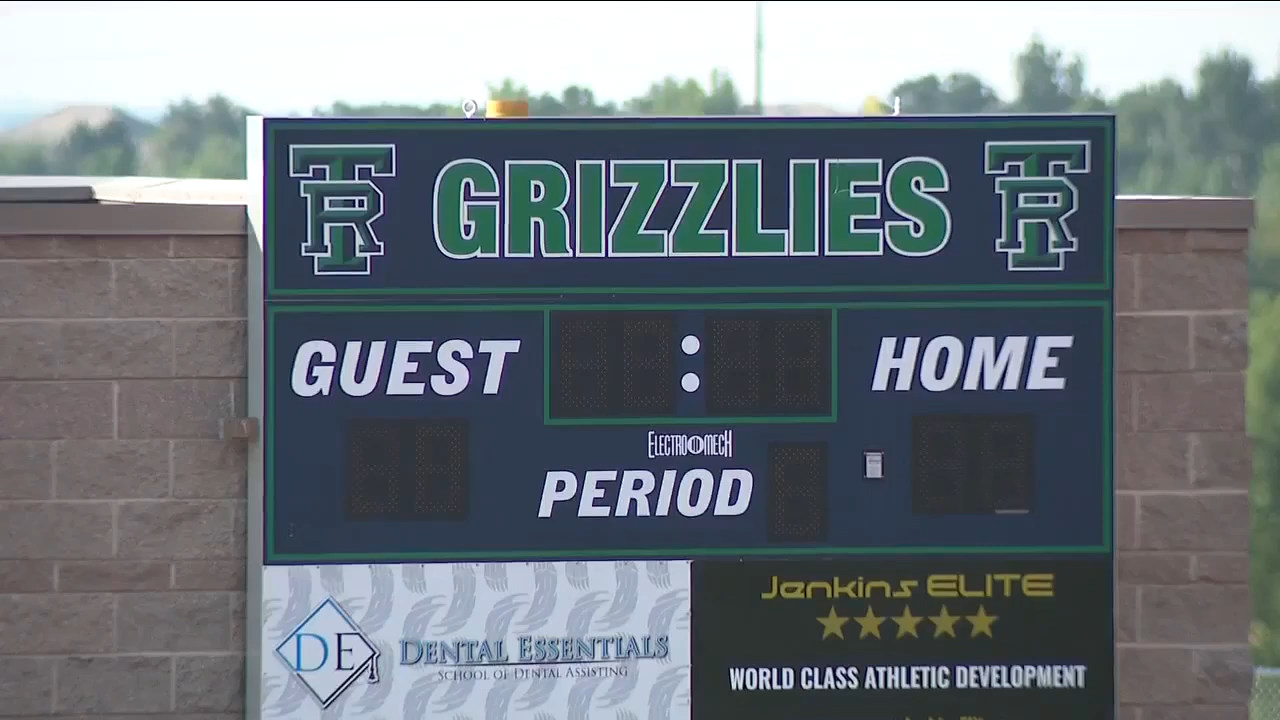 TR GRIZZLIES TR
GUEST : HOME
ELECTRO MECH
PERIOD
DE DENTAL ESSENTIALS
SCHOOL OF DENTAL ASSISTING
Jenkins ELITE
WORLD CLASS ATHLETIC DEVELOPMENT